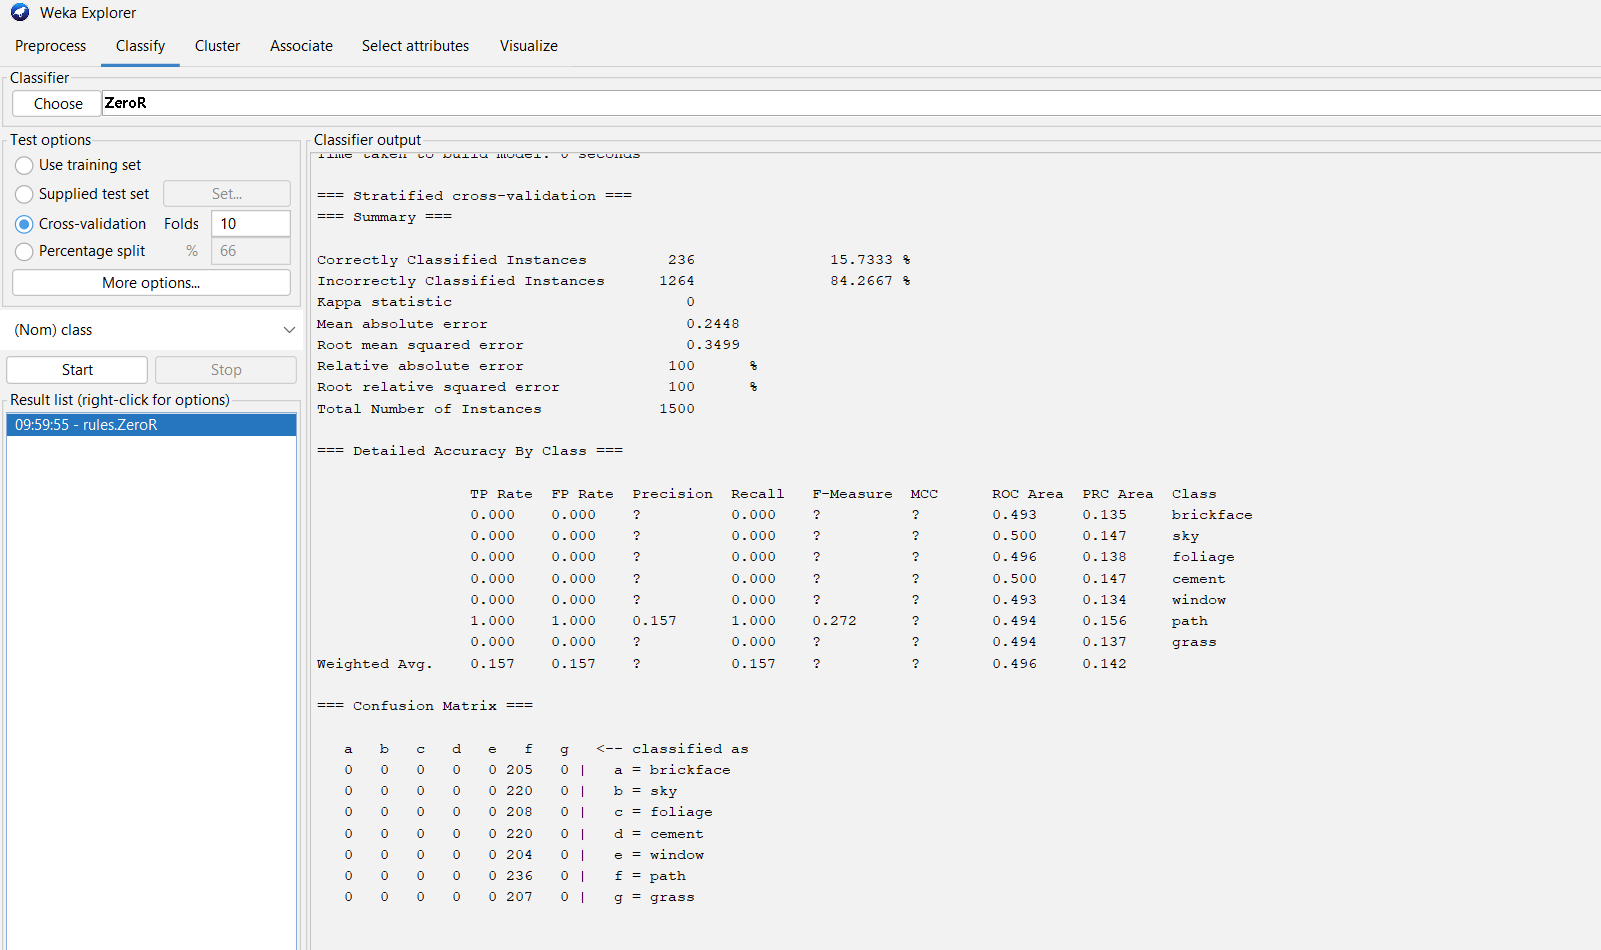 Weka Explorer
Preprocess Classify Cluster Associate Select attributes Visualize
Classifier
Choose ZeroR
Test options
Use training set
Supplied test set Set...
Cross-validation Folds 10
Percentage split % 66
More options...
(Nom) class
Start Stop
Result list (right-click for options)
09:59:55 - rules.ZeroR
Classifier output
Time taken to build model: 0 seconds
=== Stratified cross-validation ===
=== Summary ===
Correctly Classified Instances 236 15.7333 %
Incorrectly Classified Instances 1264 84.2667 %
Kappa statistic 0
Mean absolute error 0.2448
Root mean squared error 0.3499
Relative absolute error 100 %
Root relative squared error 100 %
Total Number of Instances 1500
=== Detailed Accuracy By Class ===
TP Rate FP Rate Precision Recall F-Measure MCC ROC Area PRC Area Class
0.000 0.000 ? 0.000 ? ? 0.493 0.135 brickface
0.000 0.000 ? 0.000 ? ? 0.500 0.147 sky
0.000 0.000 ? 0.000 ? ? 0.496 0.138 foliage
0.000 0.000 ? 0.000 ? ? 0.500 0.147 cement
0.000 0.000 ? 0.000 ? ? 0.493 0.134 window
1.000 1.000 0.157 1.000 0.272 ? 0.494 0.156 path
0.000 0.000 ? 0.000 ? ? 0.494 0.137 grass
Weighted Avg. 0.157 0.157 ? 0.157 ? ? 0.496 0.142
=== Confusion Matrix ===
a b c d e f g <-- classified as
0 0 0 0 0 205 0 | a = brickface
0 0 0 0 0 220 0 | b = sky
0 0 0 0 0 208 0 | c = foliage
0 0 0 0 0 220 0 | d = cement
0 0 0 0 0 204 0 | e = window
0 0 0 0 0 236 0 | f = path
0 0 0 0 0 207 0 | g = grass